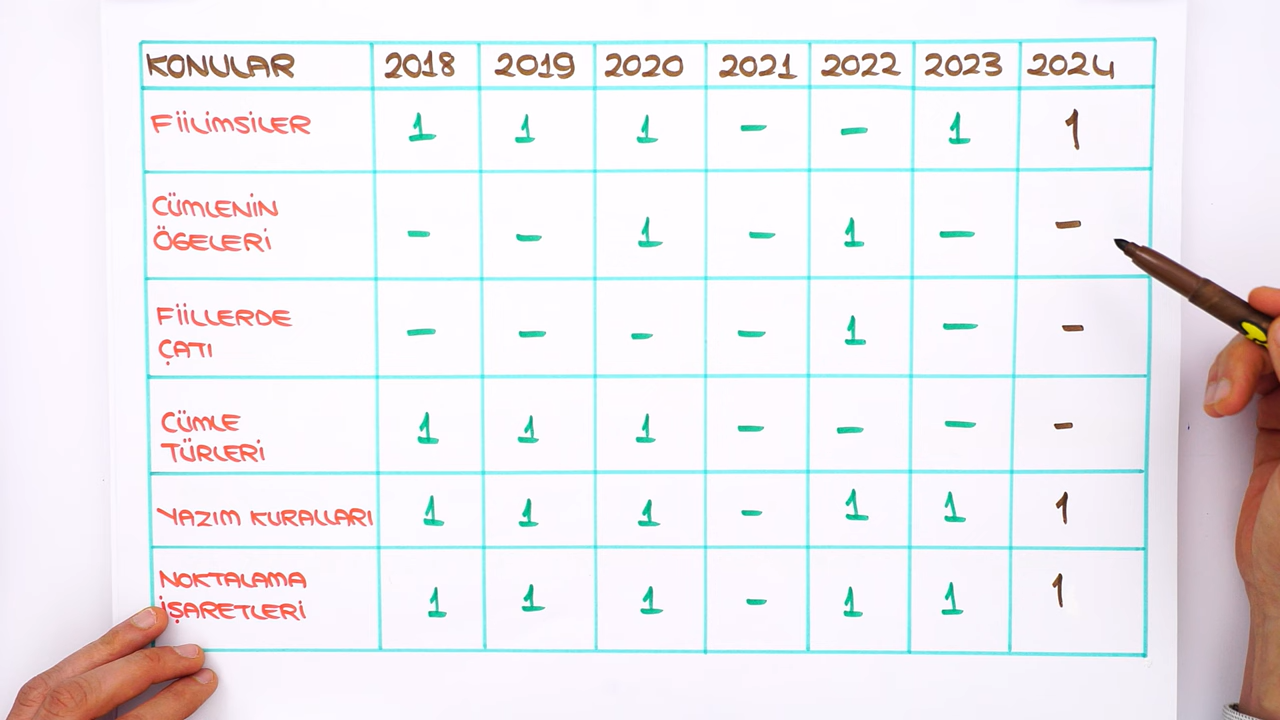 KONULAR 2018 2019 2020 2021 2022 2023 2024
FİİLİMSİLER 1 1 1 - - 1 1
CÜMLENİN
ÖGELERİ - - 1 - 1 - -
FİİLLERDE
ÇATI - - - - 1 - -
CÜMLE
TÜRLERİ 1 1 1 - - - -
YAZIM KURALLARI 1 1 1 - 1 1 1
NOKTALAMA
İŞARETLERİ 1 1 1 - 1 1 1